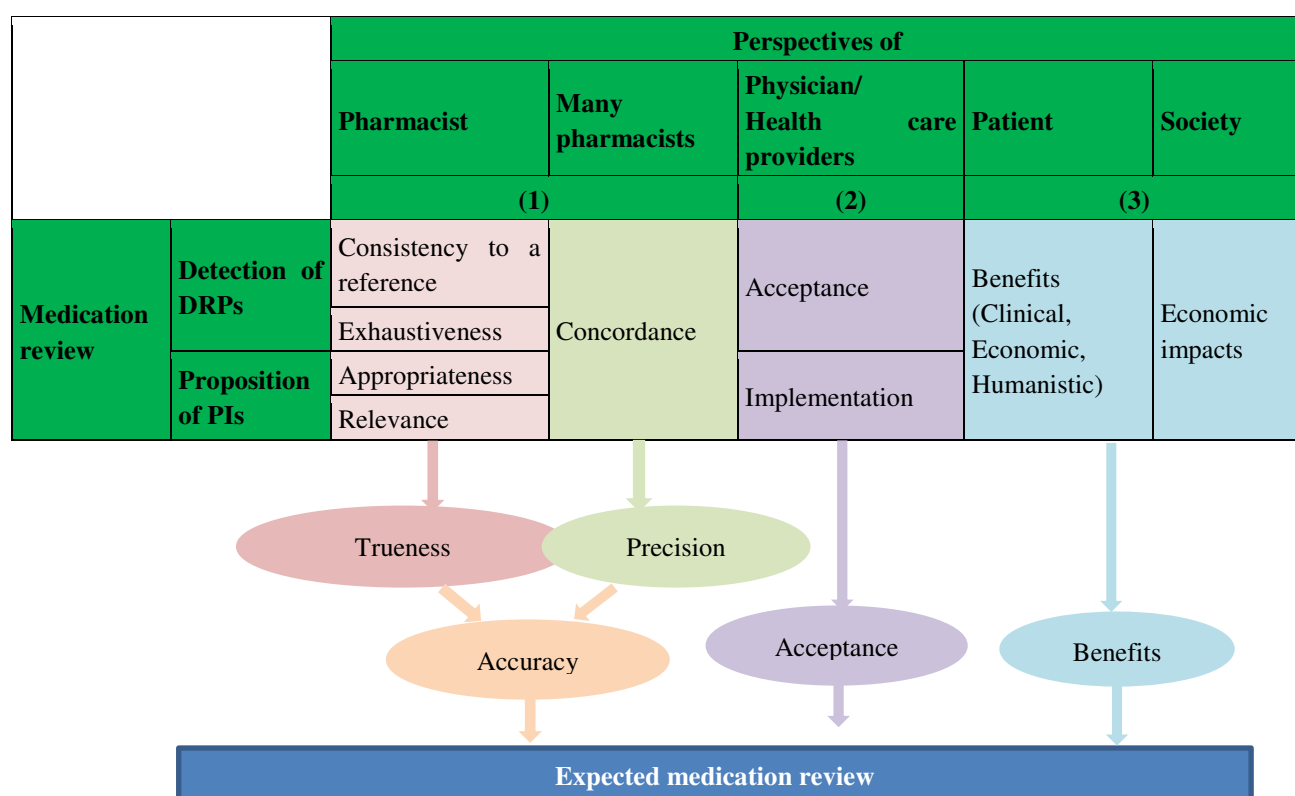 Perspectives of
Pharmacist
Many
pharmacists
Physician/
Health care
providers
Patient
Society
(1)
(2)
(3)
Medication
review
Detection of
DRPs
Consistency to a
reference
Exhaustiveness
Concordance
Acceptance
Benefits
(Clinical,
Economic,
Humanistic)
Economic
impacts
Proposition
of PIs
Appropriateness
Relevance
Implementation
Trueness
Precision
Accuracy
Acceptance
Benefits
Expected medication review